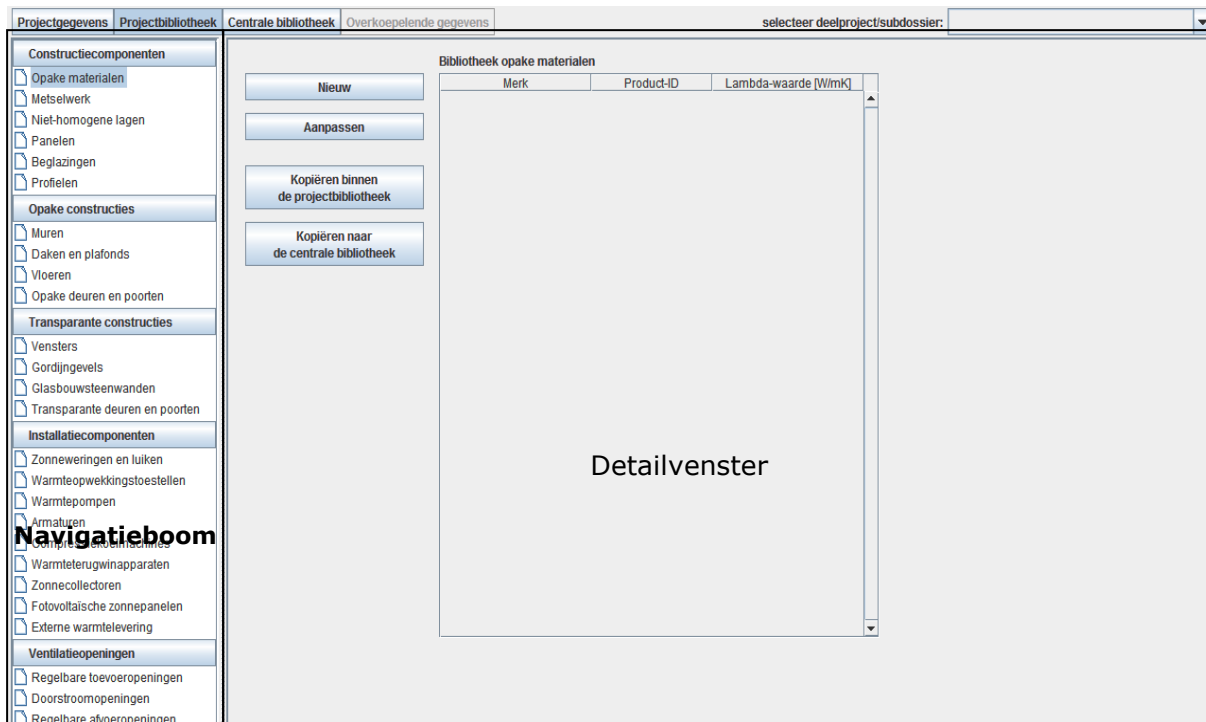 Projectgegevens Projectbibliotheek Centrale bibliotheek Overkoepelende gegevens selecteer deelproject/subdossier:
Constructiecomponenten
Opake materialen
Metselwerk
Niet-homogene lagen
Panelen
Beglazingen
Profielen
Opake constructies
Muren
Daken en plafonds
Vloeren
Opake deuren en poorten
Transparante constructies
Vensters
Gordijngevels
Glasbouwsteenwanden
Transparante deuren en poorten
Installatiecomponenten
Zonneweringen en luiken
Warmteopwekkingstoestellen
Warmtepompen
Armaturen
Navigatieboom
Compressiekoelmachines
Warmteterugwinapparaten
Zonnecollectoren
Fotovoltaïsche zonnepanelen
Externe warmtelevering
Ventilatieopeningen
Regelbare toevoeropeningen
Doorstroomopeningen
Regelbare afvoeropeningen
Nieuw
Aanpassen
Kopiëren binnen
de projectbibliotheek
Kopiëren naar
de centrale bibliotheek
Bibliotheek opake materialen
Merk Product-ID Lambda-waarde [W/mK]
Detailvenster